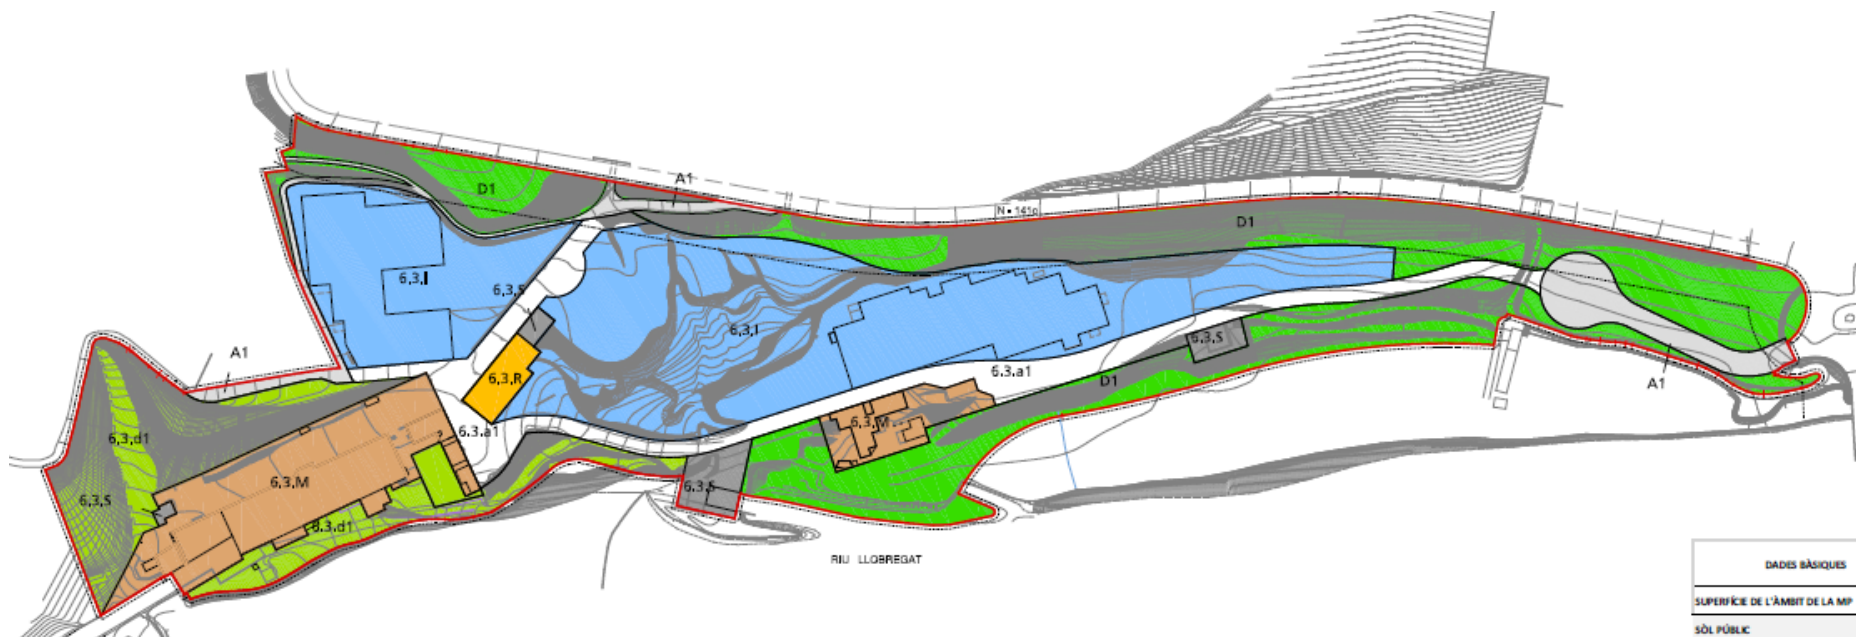 A1
D1
N-141c
D1
6,3,I
6,3,S
6,3,I
6,3,S
A1
6,3,R
6.3.a1
D1
A1
6,3,d1
6,3,M
6.3.a1
6,3,M
6,3,S
6,3,S
6.3.d1
RIU LLOBREGAT
DADES BÀSIQUES
SUPERFÍCIE DE L'ÀMBIT DE LA MP
SÒL PÚBLIC